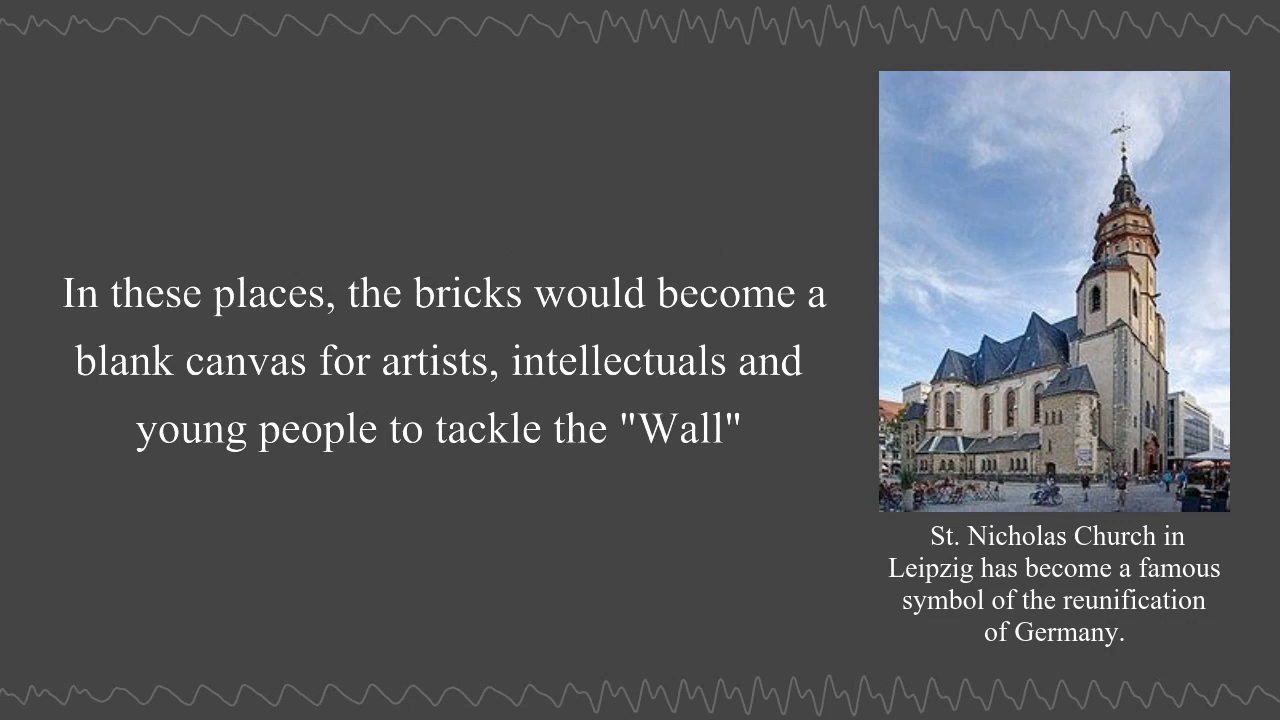 In these places, the bricks would become a
blank canvas for artists, intellectuals and
young people to tackle the "Wall"
St. Nicholas Church in
Leipzig has become a famous
symbol of the reunification
of Germany.